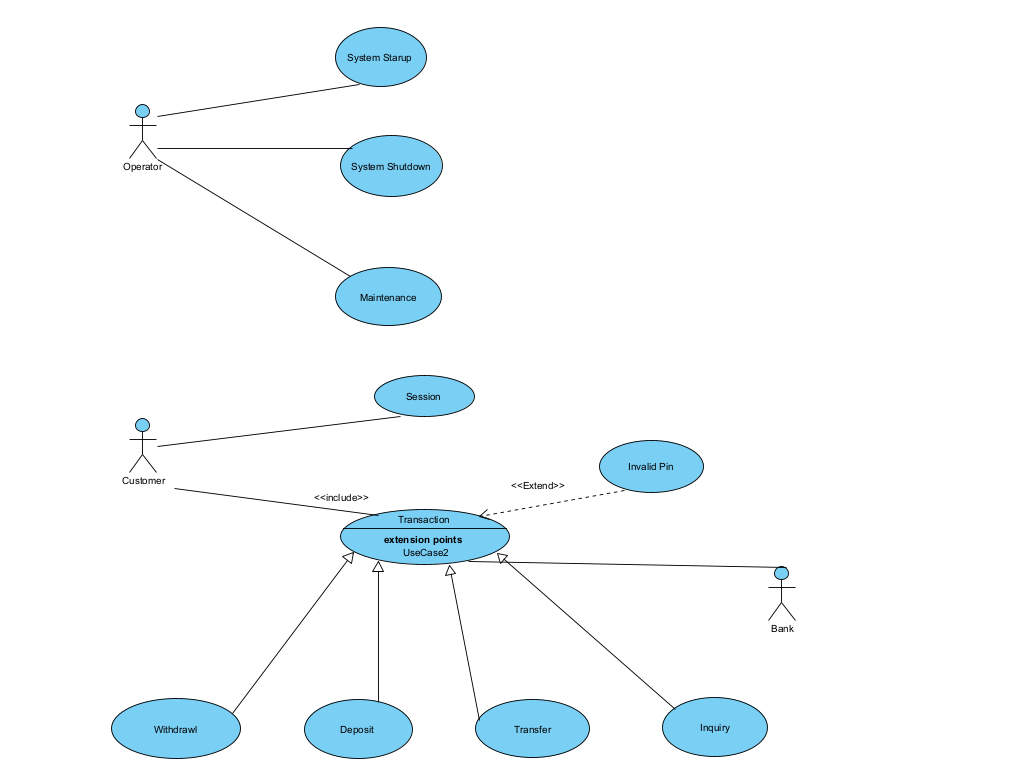 System Starup
Operator
System Shutdown
Maintenance
Session
Customer
Invalid Pin
<<Extend>>
<<include>>
Transaction
extension points
UseCase2
Bank
Withdrawl
Deposit
Transfer
Inquiry